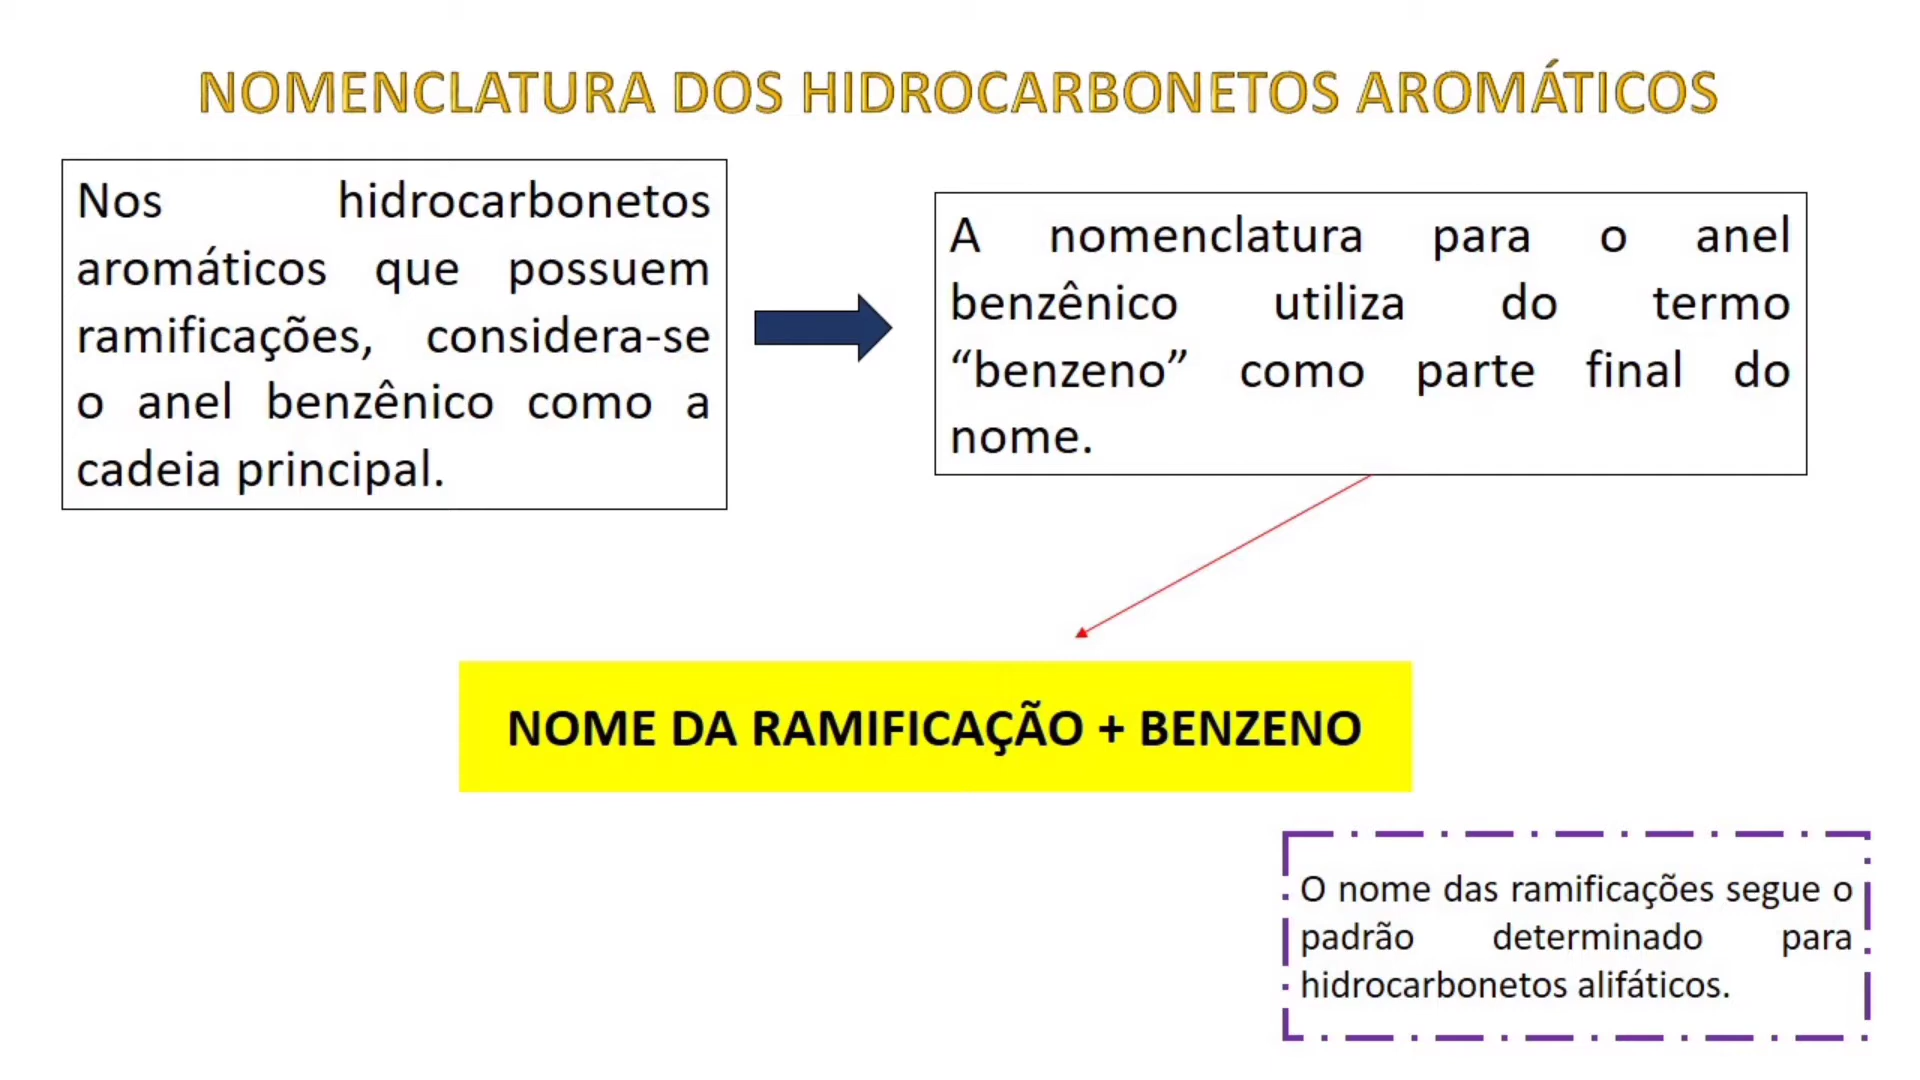 NOMENCLATURA DOS HIDROCARBONETOS AROMÁTICOS
Nos hidrocarbonetos
aromáticos que possuem
ramificações, considera-se
o anel benzênico como a
cadeia principal.
A nomenclatura para o anel
benzênico utiliza do termo
“benzeno” como parte final do
nome.
NOME DA RAMIFICAÇÃO + BENZENO
O nome das ramificações segue o
padrão determinado para
hidrocarbonetos alifáticos.